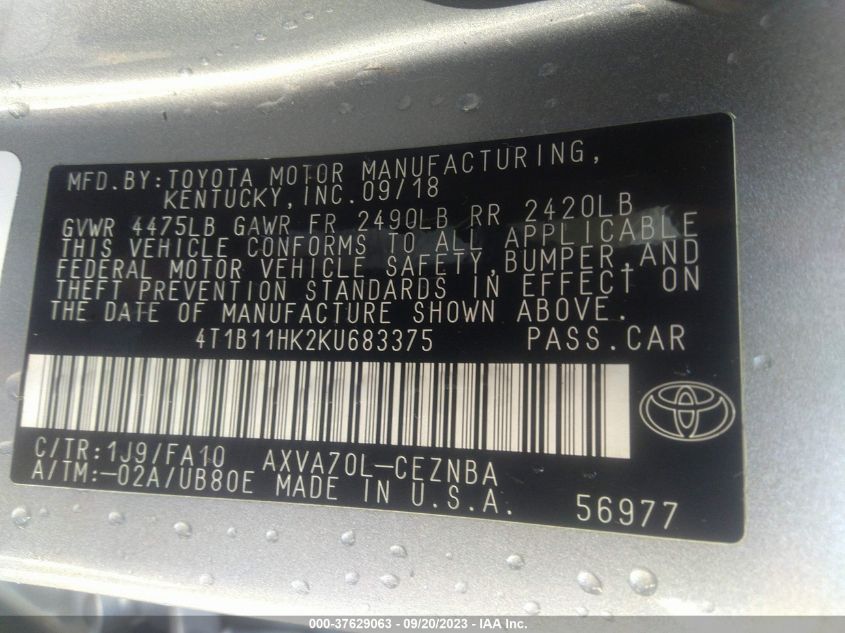 MFD.BY:TOYOTA MOTOR MANUFACTURING,
KENTUCKY,INC.09/18
GVWR 4475LB GAWR FR 2490LB RR 2420LB
THIS VEHICLE CONFORMS TO ALL APPLICABLE
FEDERAL MOTOR VEHICLE SAFETY,BUMPER,AND
THEFT PREVENTION STANDARDS IN EFFECT ON
THE DATE OF MANUFACTURE SHOWN ABOVE.
4T1B11HK2KU683375 PASS.CAR
C/TR:1J9/FA10 AXVA70L-CEZNBA
A/TM:-02A/UB80E MADE IN U.S.A. 56977
000-37629063 - 09/20/2023 - IAA Inc.